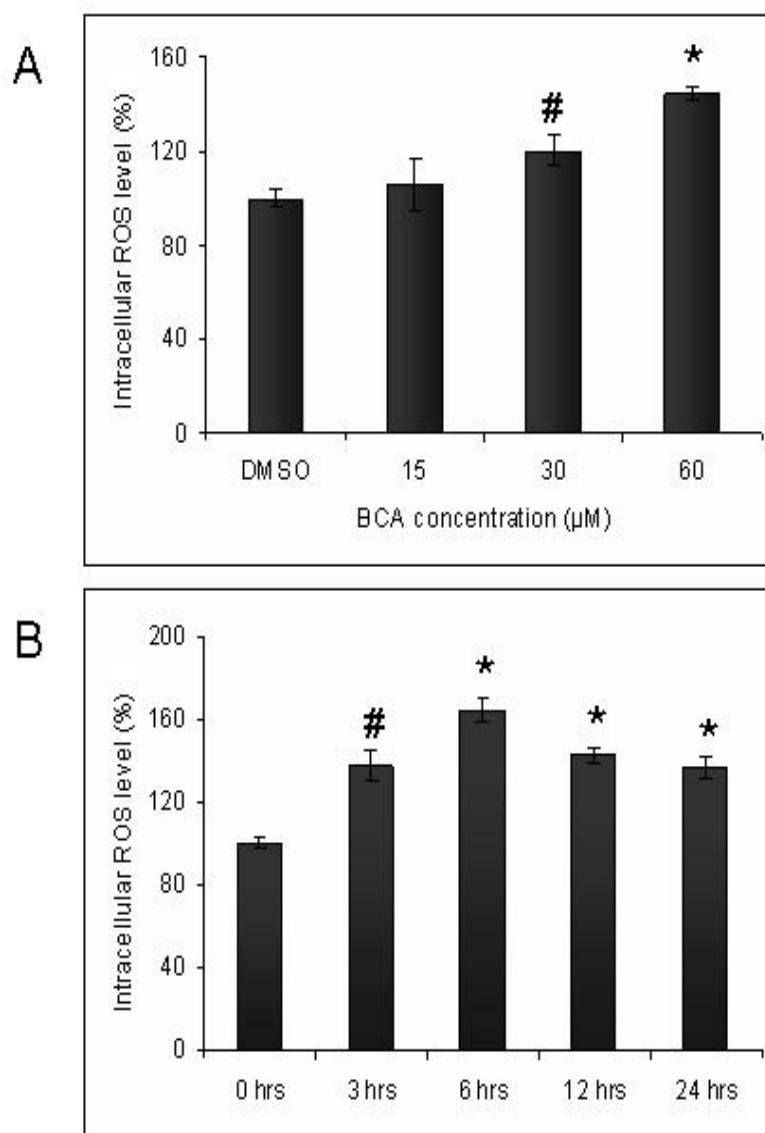 A
Intracellular ROS level (%)
160
120
80
40
0
#
*
DMSO 15 30 60
BCA concentration (µM)
B
Intracellular ROS level (%)
200
160
120
80
40
0
#
*
*
*
0 hrs 3 hrs 6 hrs 12 hrs 24 hrs